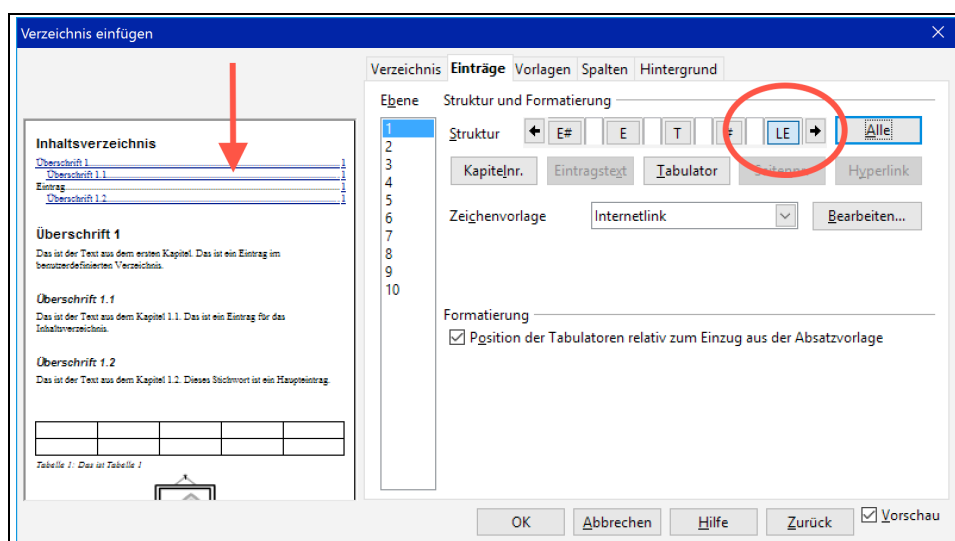 Verzeichnis einfügen
Verzeichnis Einträge Vorlagen Spalten Hintergrund
Ebene
1
2
3
4
5
6
7
8
9
10
Struktur und Formatierung
Struktur E# E T # LE Alle
Kapitelnr. Eintragstext Tabulator Hyperlink
Zeichenvorlage Internetlink Bearbeiten...
Formatierung
Position der Tabulatoren relativ zum Einzug aus der Absatzvorlage
Inhaltsverzeichnis
Überschrift 1 1
Überschrift 1.1 1
Eintrag 1
Überschrift 1.2 1
Überschrift 1
Das ist der Text aus dem ersten Kapitel. Das ist ein Eintrag im
benutzerdefinierten Verzeichnis.
Überschrift 1.1
Das ist der Text aus dem Kapitel 1.1. Das ist ein Eintrag für das
Inhaltsverzeichnis.
Überschrift 1.2
Das ist der Text aus dem Kapitel 1.2. Dieses Stichwort ist ein Haupteintrag.
Tabelle 1: Das ist Tabelle 1
OK Abbrechen Hilfe Zurück Vorschau